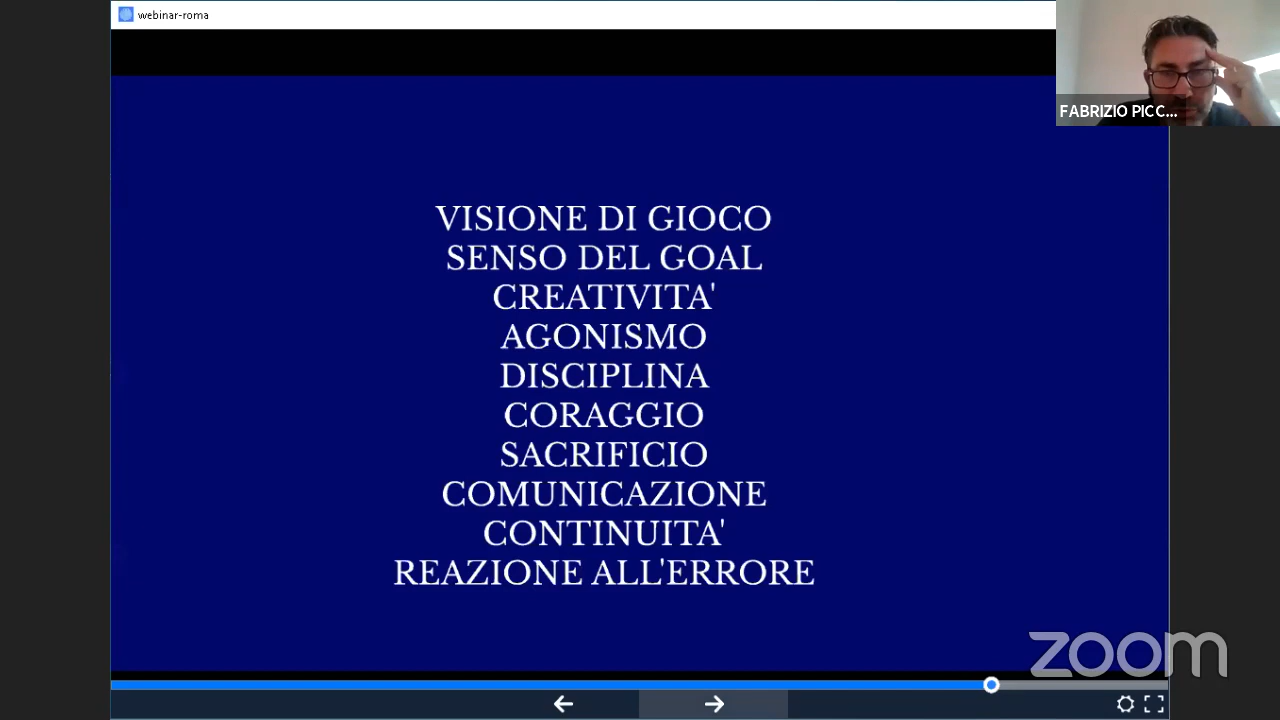 webinar-roma
FABRIZIO PICC...
VISIONE DI GIOCO
SENSO DEL GOAL
CREATIVITA'
AGONISMO
DISCIPLINA
CORAGGIO
SACRIFICIO
COMUNICAZIONE
CONTINUITA'
REAZIONE ALL'ERRORE
zoom